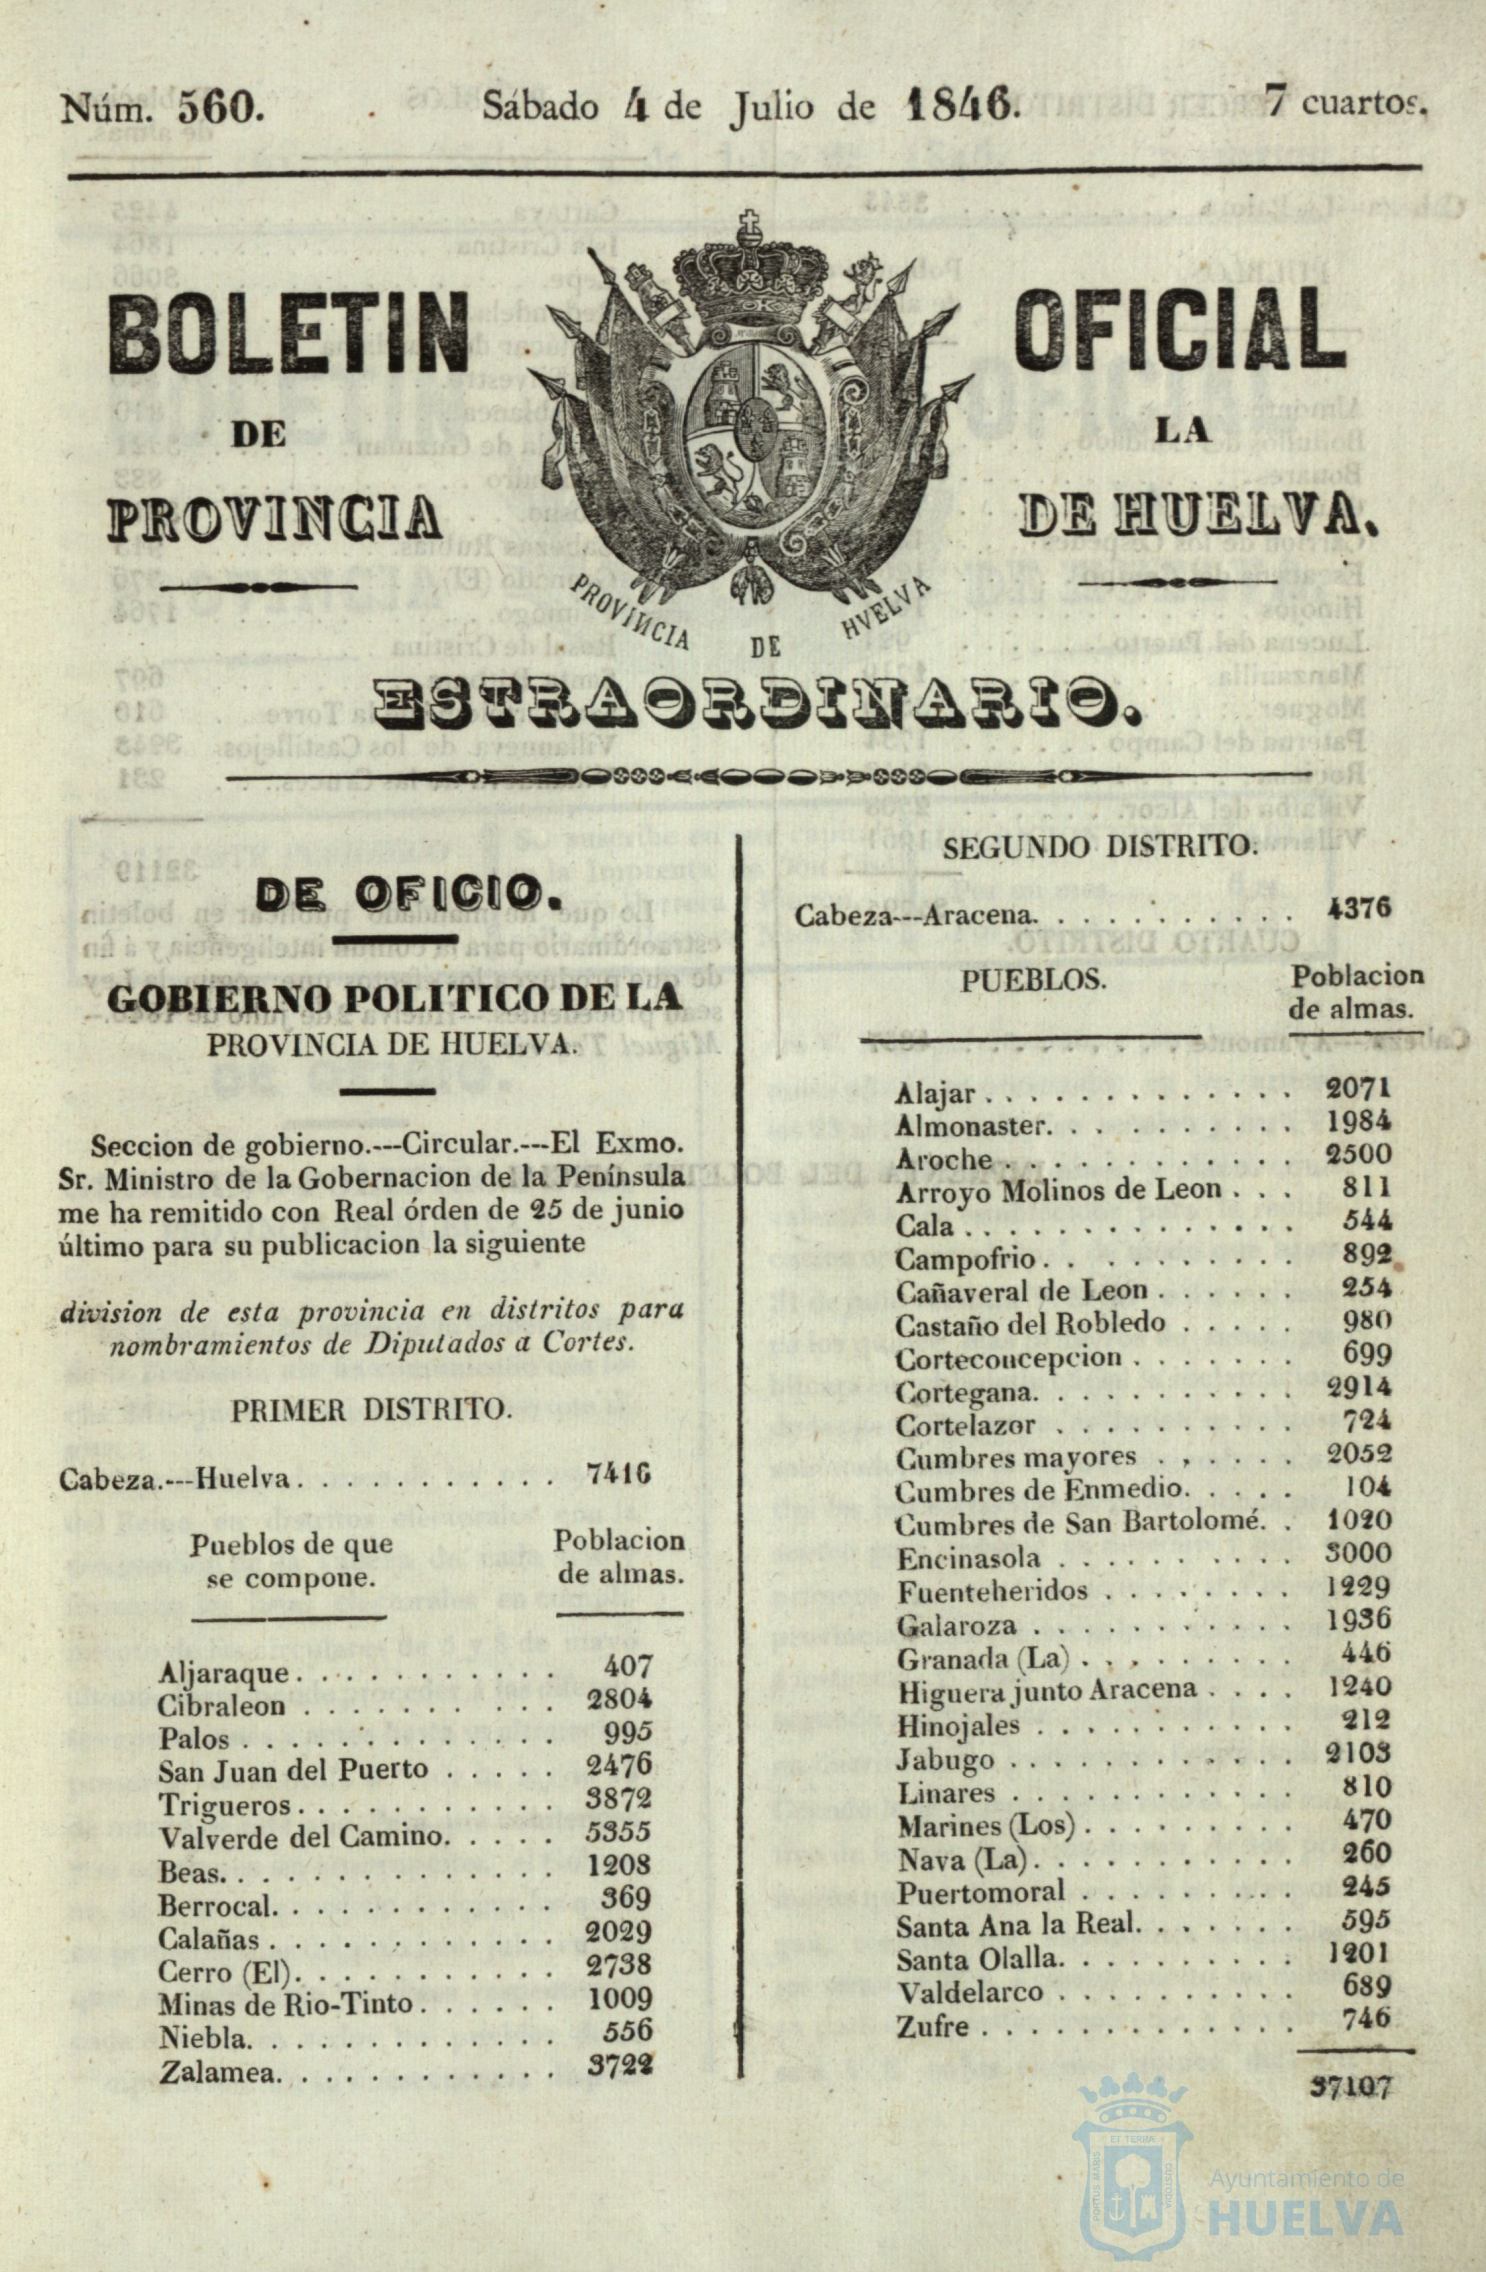 Núm. 560. Sábado 4 de Julio de 1846. 7 cuartos.
BOLETIN OFICIAL
DE LA
PROVINCIA DE HUELVA.
PROVINCIA DE HVELVA
ESTRAORDINARIO.
DE OFICIO.
GOBIERNO POLITICO DE LA
PROVINCIA DE HUELVA.
Seccion de gobierno.---Circular.---El Exmo.
Sr. Ministro de la Gobernacion de la Península
me ha remitido con Real órden de 25 de junio
último para su publicacion la siguiente
division de esta provincia en distritos para
nombramientos de Diputados a Cortes.
PRIMER DISTRITO.
Cabeza.---Huelva. . . . . . . . . . . 7416
Pueblos de que Poblacion
se compone. de almas.
Aljaraque. . . . . . . . . . . 407
Cibraleon . . . . . . . . . . 2804
Palos . . . . . . . . . . . . . 995
San Juan del Puerto . . . . . 2476
Trigueros. . . . . . . . . . . 3872
Valverde del Camino. . . . . 5355
Beas. . . . . . . . . . . . . . 1208
Berrocal. . . . . . . . . . . . 369
Calañas . . . . . . . . . . . . 2029
Cerro (El). . . . . . . . . . . 2738
Minas de Rio-Tinto . . . . . . 1009
Niebla. . . . . . . . . . . . . 556
Zalamea. . . . . . . . . . . . 3722
SEGUNDO DISTRITO.
Cabeza---Aracena. . . . . . . . . . . 4376
PUEBLOS. Poblacion
de almas.
Alajar . . . . . . . . . . . . . 2071
Almonaster. . . . . . . . . . . 1984
Aroche . . . . . . . . . . . . 2500
Arroyo Molinos de Leon . . . 811
Cala . . . . . . . . . . . . . . 544
Campofrio. . . . . . . . . . . 892
Cañaveral de Leon . . . . . . 254
Castaño del Robledo . . . . . 980
Corteconcepcion . . . . . . . 699
Cortegana. . . . . . . . . . . 2914
Cortelazor . . . . . . . . . . 724
Cumbres mayores . . . . . . 2052
Cumbres de Enmedio. . . . . 104
Cumbres de San Bartolomé. . 1020
Encinasola . . . . . . . . . . 3000
Fuenteheridos . . . . . . . . 1229
Galaroza . . . . . . . . . . . 1936
Granada (La) . . . . . . . . . 446
Higuera junto Aracena . . . . 1240
Hinojales . . . . . . . . . . . 212
Jabugo . . . . . . . . . . . . 2103
Linares . . . . . . . . . . . . 810
Marines (Los) . . . . . . . . . 470
Nava (La). . . . . . . . . . . 260
Puertomoral . . . . . . . . . 245
Santa Ana la Real. . . . . . . 595
Santa Olalla. . . . . . . . . . 1201
Valdelarco . . . . . . . . . . 689
Zufre . . . . . . . . . . . . . 746
37107
PORTUS MARIS ET TERRÆ CUSTODIA
Ayuntamiento de
HUELVA